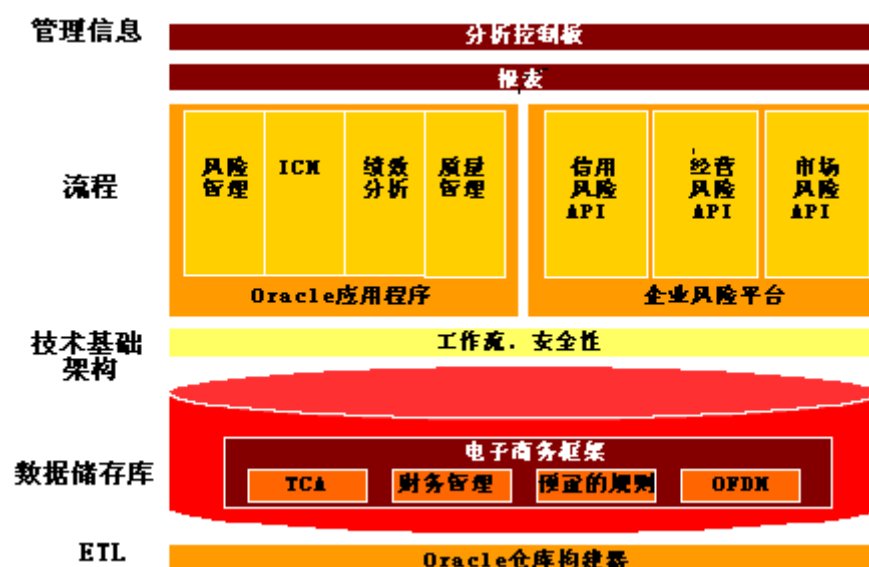 管理信息
分析控制板
报表
流程
风险
管理
ICM
绩效
分析
质量
管理
信用
风险
API
经营
风险
API
市场
风险
API
Oracle应用程序
企业风险平台
技术基础
架构
工作流．安全性
数据储存库
电子商务框架
TCA
财务管理
预置的规则
OFDM
ETL
Oracle仓库构建器